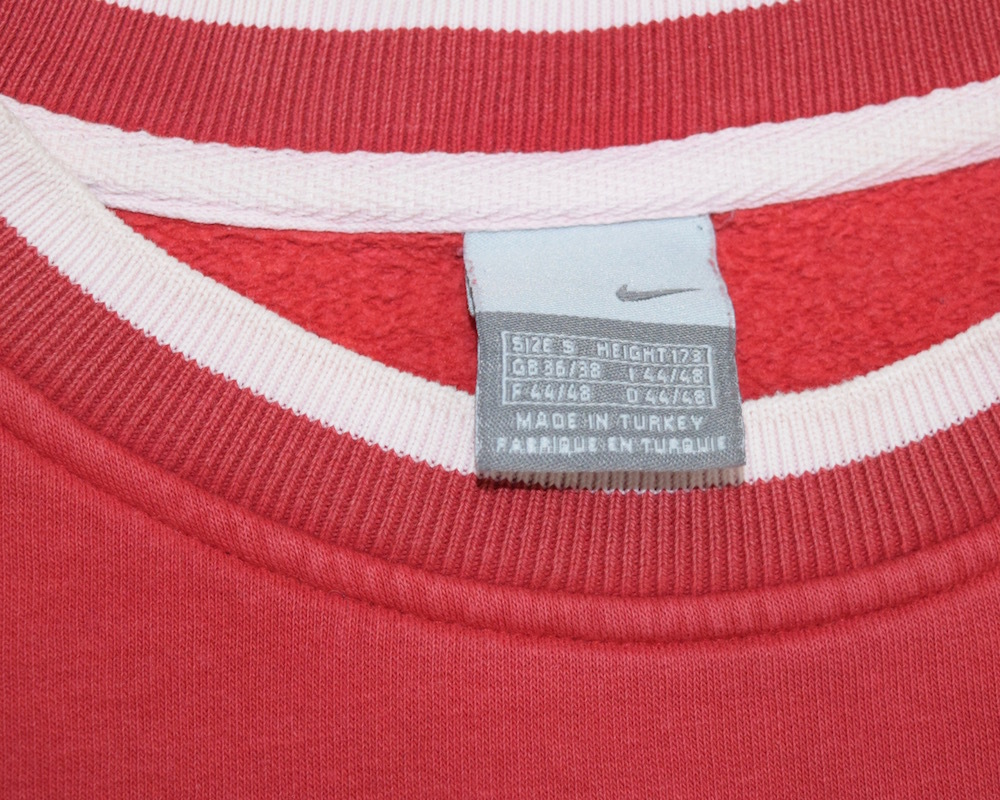 SIZE S HEIGHT 173
GB 36/38 I 44/48
F 44/48 D 44/48
MADE IN TURKEY
FABRIQUE EN TURQUIE